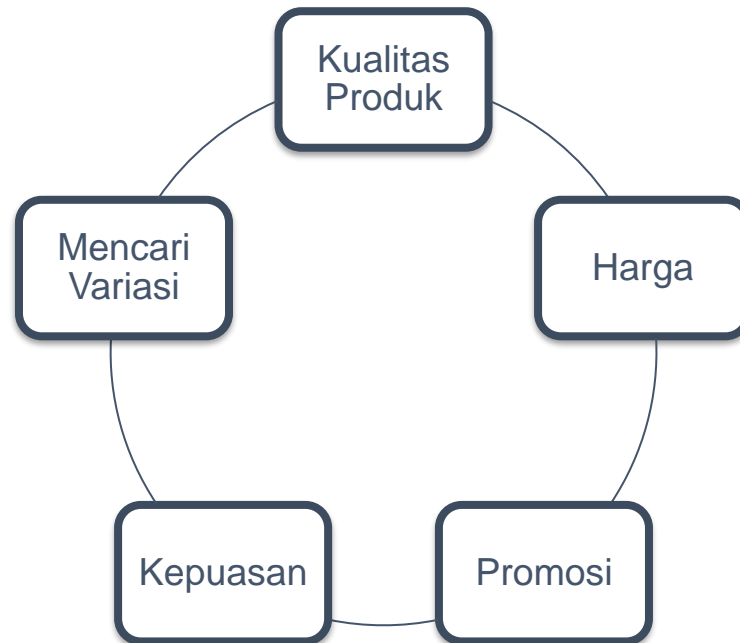 Kualitas
Produk
Harga
Promosi
Kepuasan
Mencari
Variasi